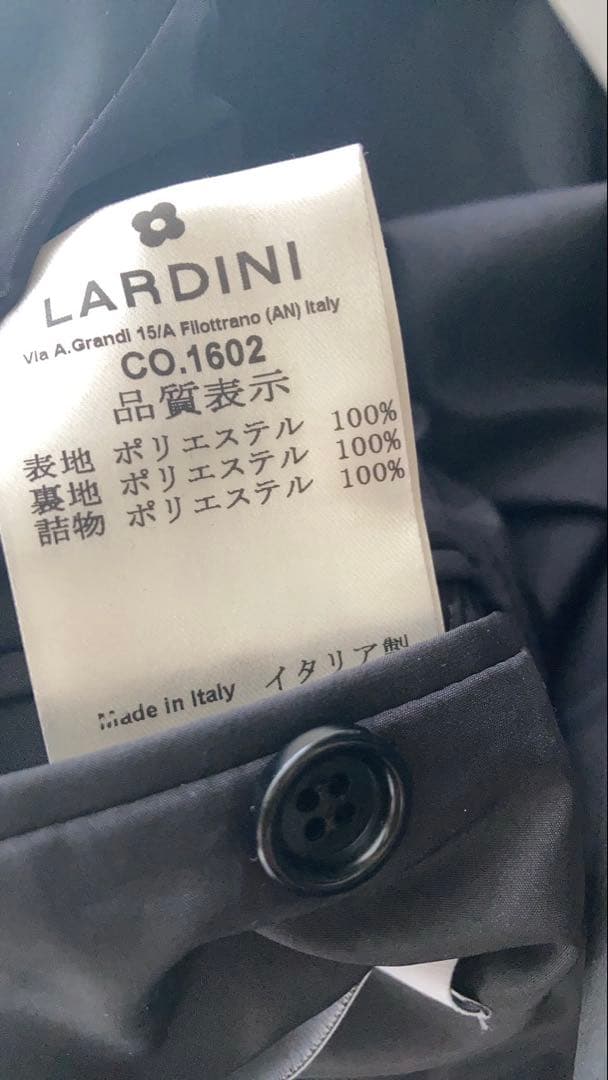 LARDINI
Via A.Grandi 15/A Filottrano (AN) Italy
CO.1602
品質表示
表地 ポリエステル 100%
裏地 ポリエステル 100%
詰物 ポリエステル 100%
Made in Italy イタリア製